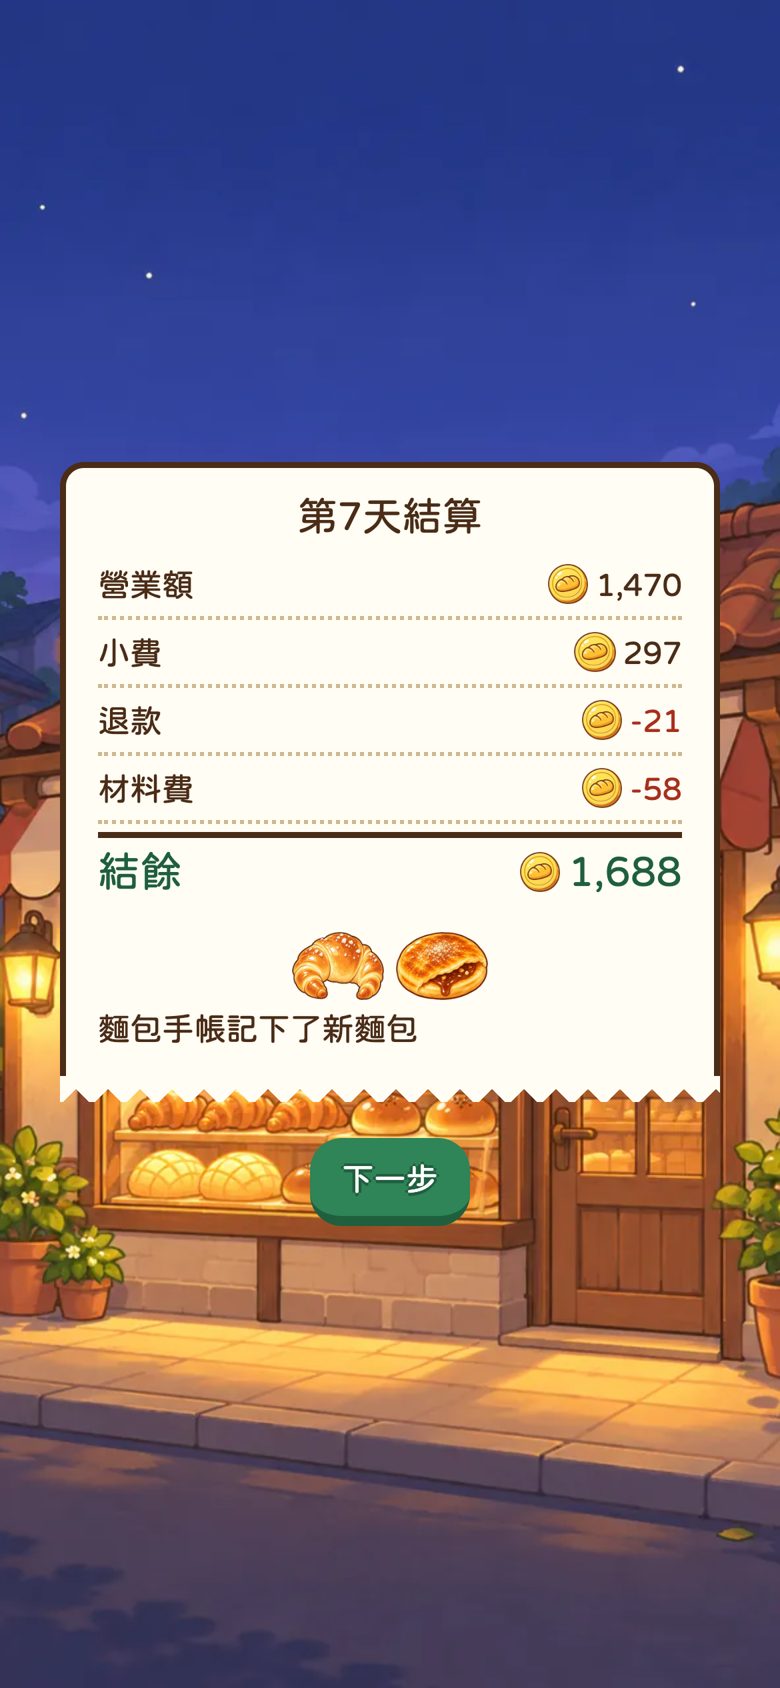 第7天結算
營業額 1,470
小費 297
退款 -21
材料費 -58
結餘 1,688
麵包手帳記下了新麵包
下一步